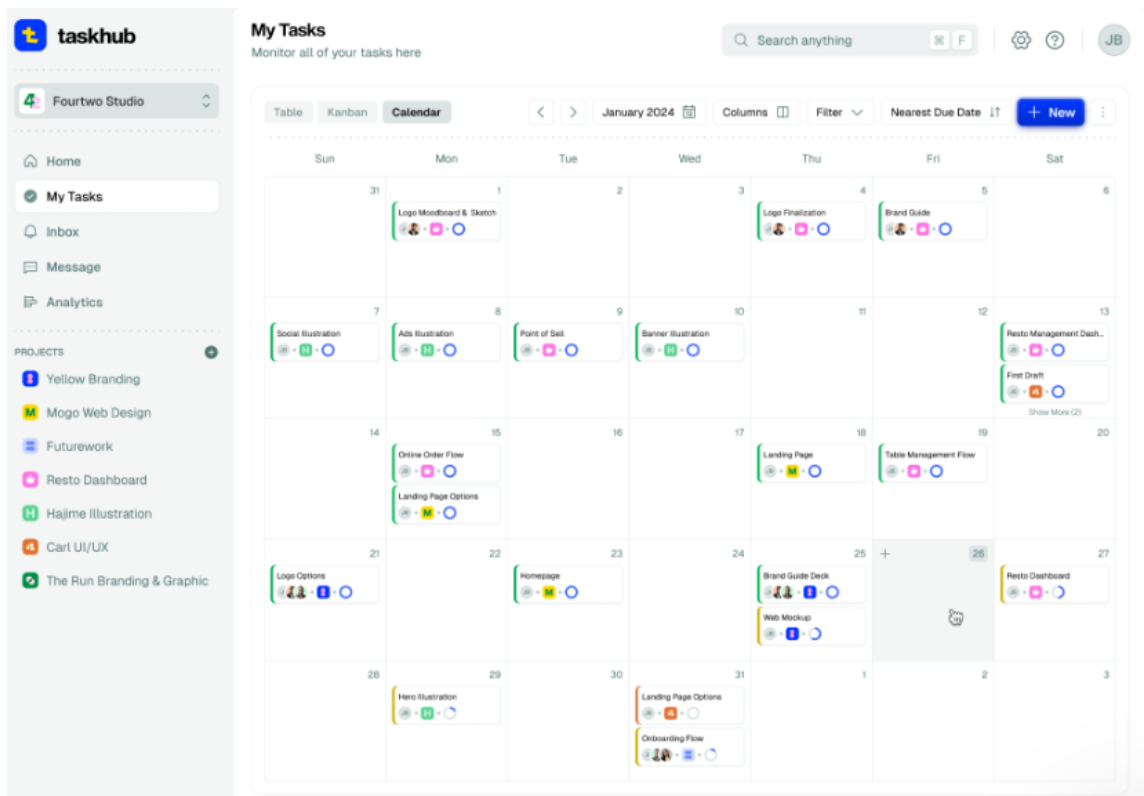 taskhub
Fourtwo Studio
Home
My Tasks
Inbox
Message
Analytics
PROJECTS
Yellow Branding
Mogo Web Design
Futurework
Resto Dashboard
Hajime Illustration
Carl UI/UX
The Run Branding & Graphic
My Tasks
Monitor all of your tasks here
Search anything ⌘ F
JB
Table Kanban Calendar
January 2024 Columns Filter Nearest Due Date + New
Sun Mon Tue Wed Thu Fri Sat
31 1 2 3 4 5 6
Logo Moodboard & Sketch
Logo Finalization
Brand Guide
7 8 9 10 11 12 13
Social Illustration
Ads Illustration
Point of Sell
Banner Illustration
Resto Management Dash...
First Draft
Show More (2)
14 15 16 17 18 19 20
Online Order Flow
Landing Page Options
Landing Page
Table Management Flow
21 22 23 24 25 + 26 27
Logo Options
Homepage
Brand Guide Deck
Web Mockup
Resto Dashboard
28 29 30 31 1 2 3
Hero Illustration
Landing Page Options
Onboarding Flow